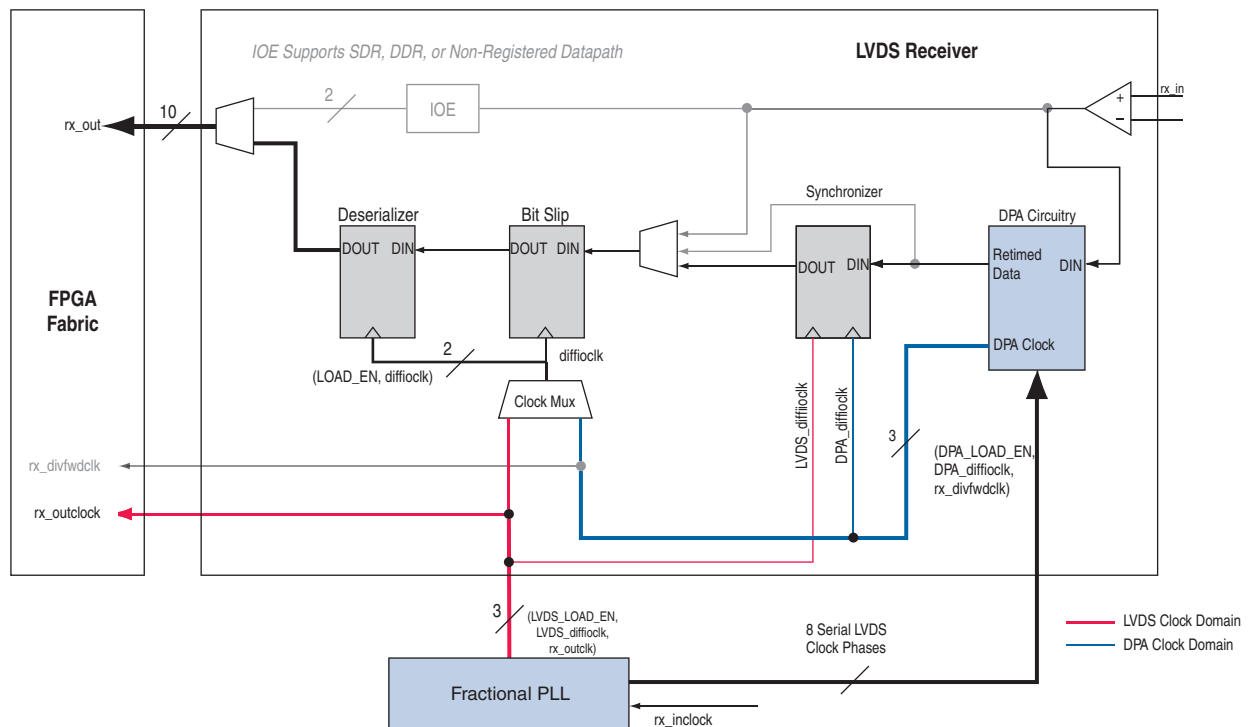 IOE Supports SDR, DDR, or Non-Registered Datapath
LVDS Receiver
2
IOE
+
–
rx_in
10
rx_out
Synchronizer
Deserializer
Bit Slip
DPA Circuitry
DOUT DIN
DOUT DIN
DOUT DIN
Retimed
Data
DIN
FPGA
Fabric
DPA Clock
2
(LOAD_EN, diffioclk)
diffioclk
Clock Mux
LVDS_diffiioclk
DPA_diffioclk
3
(DPA_LOAD_EN,
DPA_diffioclk,
rx_divfwdclk)
rx_divfwdclk
rx_outclock
3
(LVDS_LOAD_EN,
LVDS_diffioclk,
rx_outclk)
8 Serial LVDS
Clock Phases
LVDS Clock Domain
DPA Clock Domain
Fractional PLL
rx_inclock